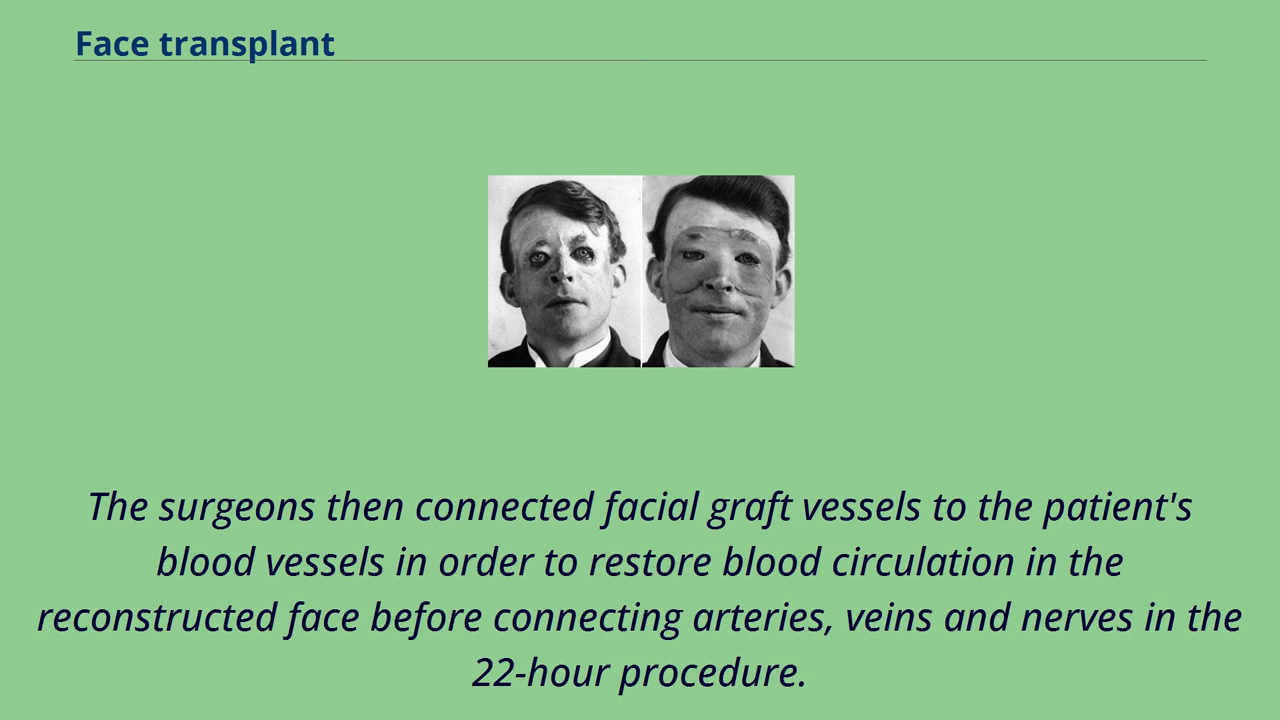 Face transplant
The surgeons then connected facial graft vessels to the patient's
blood vessels in order to restore blood circulation in the
reconstructed face before connecting arteries, veins and nerves in the
22-hour procedure.